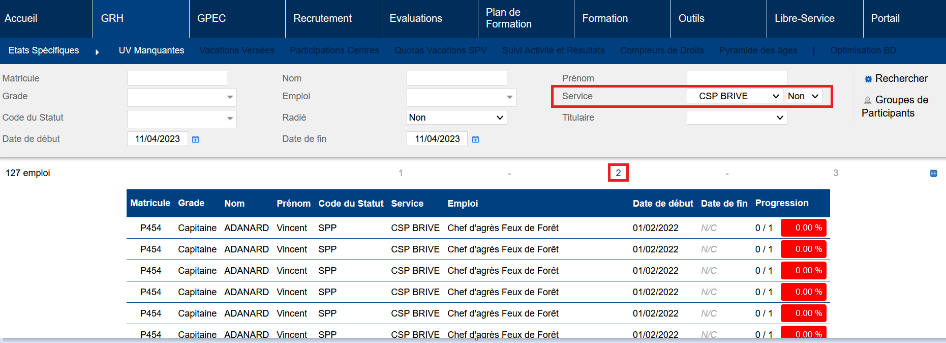 Accueil GRH GPEC Recrutement Evaluations Plan de Formation Formation Outils Libre-Service Portail
Etats Spécifiques UV Manquantes Vacations Versées Participations Centres Quotas Vacations SPV Suivi Activité et Résultats Compteurs de Droits Pyramide des âges | Optimisation BD
Matricule Nom Prénom Rechercher
Grade Emploi Service CSP BRIVE Non Groupes de Participants
Code du Statut Radié Non Titulaire
Date de début 11/04/2023 Date de fin 11/04/2023
127 emploi 1 - 2 - 3
Matricule Grade Nom Prénom Code du Statut Service Emploi Date de début Date de fin Progression
P454 Capitaine ADANARD Vincent SPP CSP BRIVE Chef d'agrès Feux de Forêt 01/02/2022 N/C 0 / 1 0.00 %
P454 Capitaine ADANARD Vincent SPP CSP BRIVE Chef d'agrès Feux de Forêt 01/02/2022 N/C 0 / 1 0.00 %
P454 Capitaine ADANARD Vincent SPP CSP BRIVE Chef d'agrès Feux de Forêt 01/02/2022 N/C 0 / 1 0.00 %
P454 Capitaine ADANARD Vincent SPP CSP BRIVE Chef d'agrès Feux de Forêt 01/02/2022 N/C 0 / 1 0.00 %
P454 Capitaine ADANARD Vincent SPP CSP BRIVE Chef d'agrès Feux de Forêt 01/02/2022 N/C 0 / 1 0.00 %
P454 Capitaine ADANARD Vincent SPP CSP BRIVE Chef d'agrès Feux de Forêt 01/02/2022 N/C 0 / 1 0.00 %